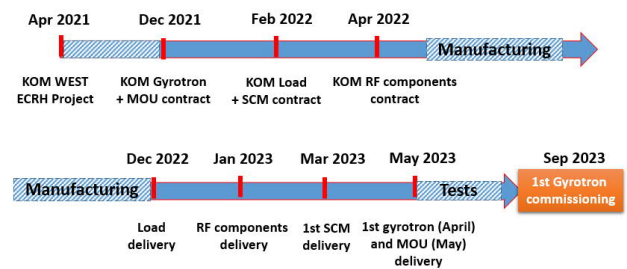 Apr 2021 Dec 2021 Feb 2022 Apr 2022
Manufacturing
KOM WEST KOM Gyrotron KOM Load KOM RF components
ECRH Project + MOU contract + SCM contract contract
Dec 2022 Jan 2023 Mar 2023 May 2023 Sep 2023
Manufacturing Tests 1st Gyrotron
commissioning
Load RF components 1st SCM 1st gyrotron (April)
delivery delivery delivery and MOU (May)
delivery